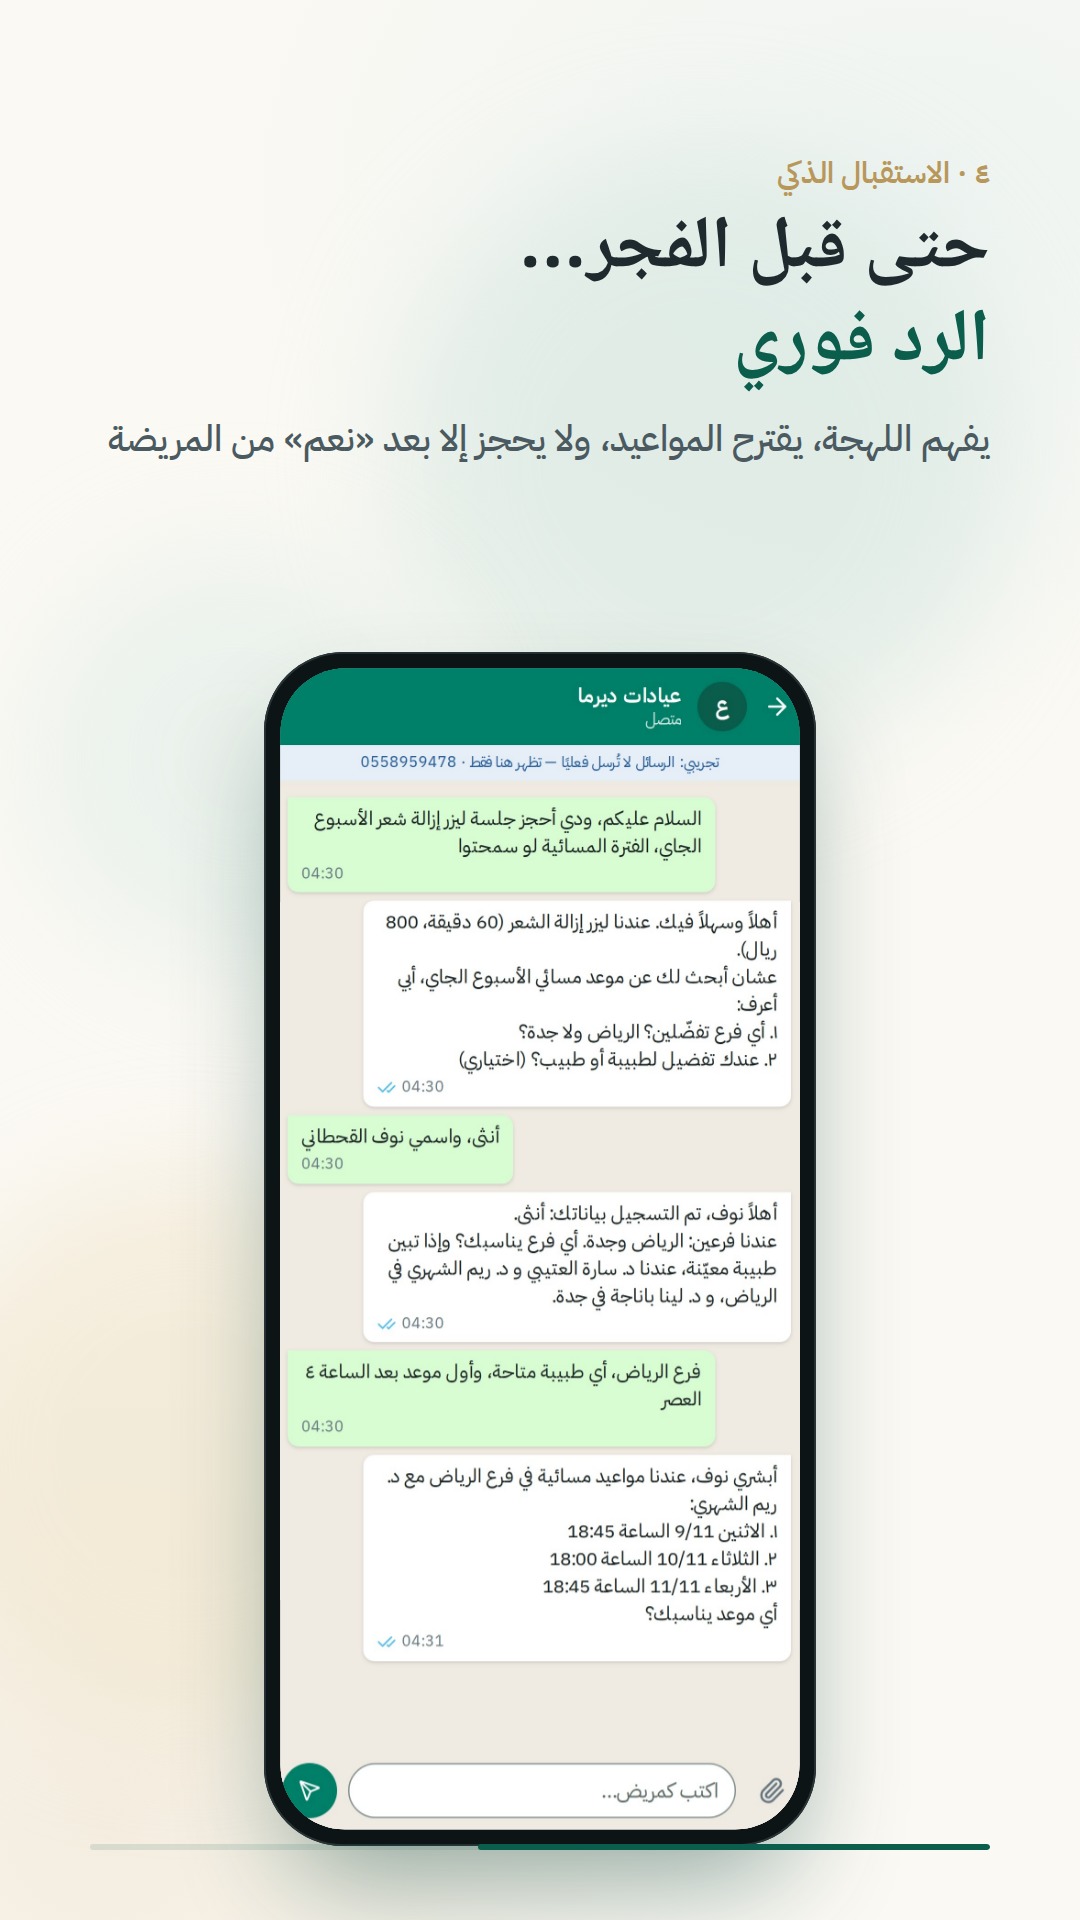 ٤ · الاستقبال الذكي
حتى قبل الفجر...
الرد فوري
يفهم اللهجة، يقترح المواعيد، ولا يحجز إلا بعد «نعم» من المريضة
ع
عيادات ديرما
متصل
تجريبي: الرسائل لا تُرسل فعليًا — تظهر هنا فقط · 0558959478
السلام عليكم، ودي أحجز جلسة ليزر إزالة شعر الأسبوع
الجاي، الفترة المسائية لو سمحتوا
04:30
أهلاً وسهلاً فيك. عندنا ليزر إزالة الشعر (60 دقيقة، 800
ريال).
عشان أبحث لك عن موعد مسائي الأسبوع الجاي، أبي
أعرف:
١. أي فرع تفضّلين؟ الرياض ولا جدة؟
٢. عندك تفضيل لطبيبة أو طبيب؟ (اختياري)
04:30
أنثى، واسمي نوف القحطاني
04:30
أهلاً نوف، تم التسجيل بياناتك: أنثى.
عندنا فرعين: الرياض وجدة. أي فرع يناسبك؟ وإذا تبين
طبيبة معيّنة، عندنا د. سارة العتيبي و د. ريم الشهري في
الرياض، و د. لينا باناجة في جدة.
04:30
فرع الرياض، أي طبيبة متاحة، وأول موعد بعد الساعة ٤
العصر
04:30
أبشري نوف، عندنا مواعيد مسائية في فرع الرياض مع د.
ريم الشهري:
١. الاثنين 9/11 الساعة 18:45
٢. الثلاثاء 10/11 الساعة 18:00
٣. الأربعاء 11/11 الساعة 18:45
أي موعد يناسبك؟
04:31
اكتب كمريض...